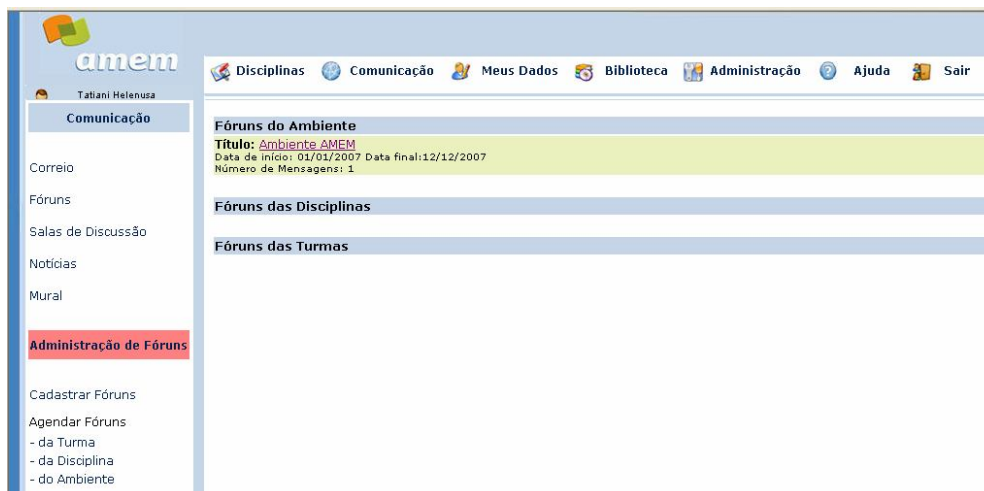 amem
Disciplinas Comunicação Meus Dados Biblioteca Administração Ajuda Sair
Tatiani Helenusa
Comunicação
Correio
Fóruns
Salas de Discussão
Notícias
Mural
Administração de Fóruns
Cadastrar Fóruns
Agendar Fóruns
- da Turma
- da Disciplina
- do Ambiente
Fóruns do Ambiente
Título: Ambiente AMEM
Data de início: 01/01/2007 Data final:12/12/2007
Número de Mensagens: 1
Fóruns das Disciplinas
Fóruns das Turmas